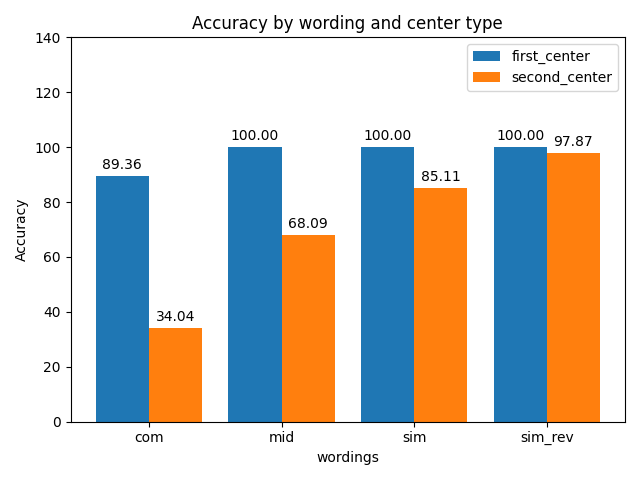 Accuracy by wording and center type
140
120
100
80
60
40
20
0
Accuracy
first_center
second_center
89.36
34.04
100.00
68.09
100.00
85.11
100.00
97.87
com
mid
sim
sim_rev
wordings